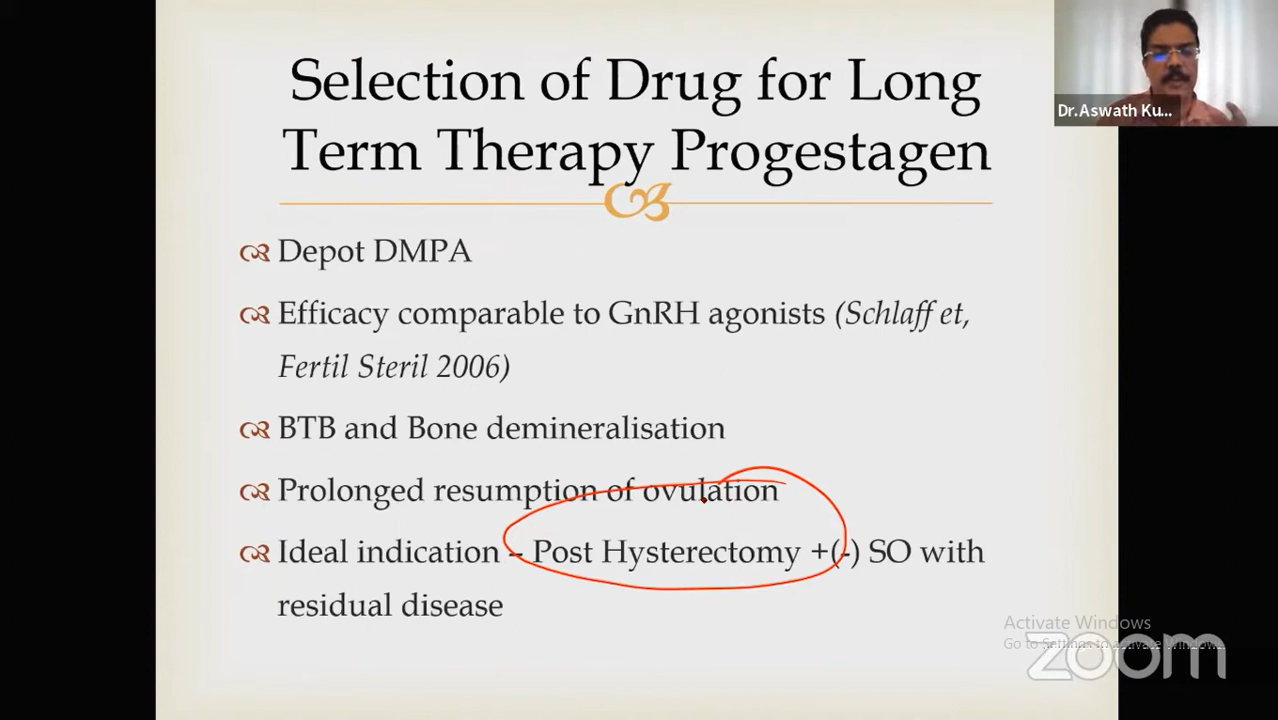 Selection of Drug for Long
Term Therapy Progestagen
Depot DMPA
Efficacy comparable to GnRH agonists (Schlaff et,
Fertil Steril 2006)
BTB and Bone demineralisation
Prolonged resumption of ovulation
Ideal indication – Post Hysterectomy +(-) SO with
residual disease
Dr.Aswath Ku...
Activate Windows
Go to Settings to activate Windows.
zoom